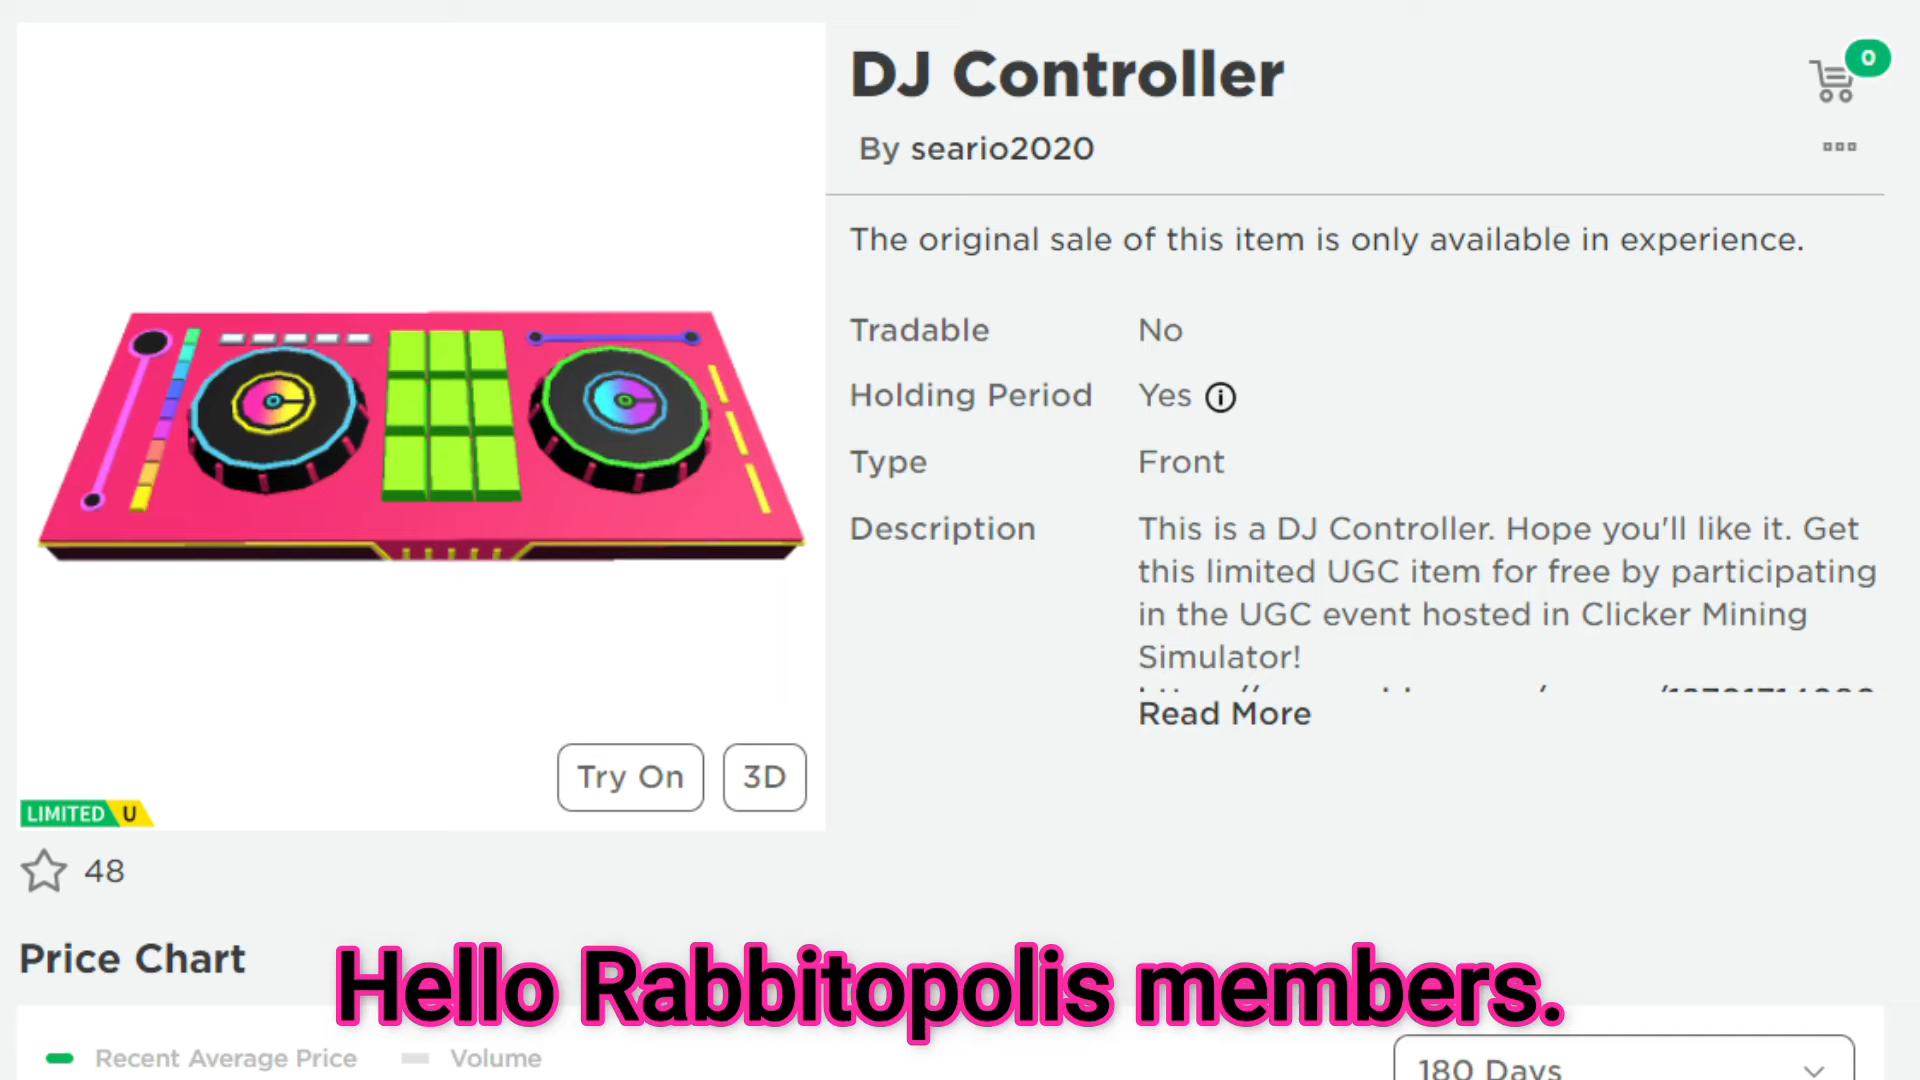 DJ Controller
0
By seario2020
The original sale of this item is only available in experience.
Tradable No
Holding Period Yes
Type Front
Description This is a DJ Controller. Hope you'll like it. Get
this limited UGC item for free by participating
in the UGC event hosted in Clicker Mining
Simulator!
Read More
Try On 3D
LIMITED U
48
Price Chart
Hello Rabbitopolis members.
Recent Average Price Volume
180 Days